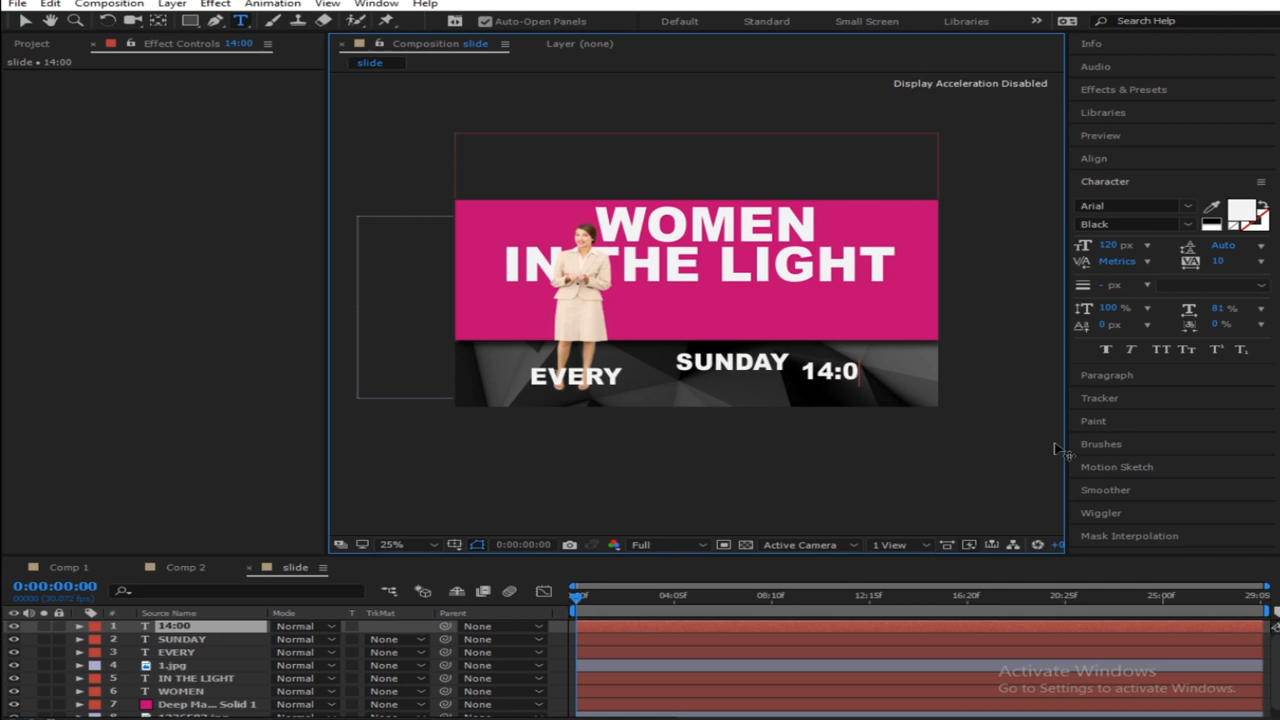 File Edit Composition Layer Effect Animation View Window Help
T Auto-Open Panels Default Standard Small Screen Libraries » Search Help
Project × Effect Controls 14:00 × Composition slide Layer (none) Info
slide • 14:00 slide Audio
Display Acceleration Disabled Effects & Presets
Libraries
Preview
Align
Character
Arial
Black
120 px Auto
Metrics 10
- px
100 % 81 %
0 px 0 %
T T TT Tт T¹ T₁
Paragraph
Tracker
Paint
Brushes
Motion Sketch
Smoother
Wiggler
Mask Interpolation
WOMEN
IN THE LIGHT
EVERY SUNDAY 14:0
25% 0:00:00:00 Full Active Camera 1 View +0
Comp 1 Comp 2 × slide
0:00:00:00
00000 (30.072 fps)
04:05f 08:10f 12:15f 16:20f 20:25f 25:00f 29:05
# Source Name Mode T TrkMat Parent
1 T 14:00 Normal None
2 T SUNDAY Normal None None
3 T EVERY Normal None None
4 1.jpg Normal None None
5 T IN THE LIGHT Normal None None
6 T WOMEN Normal None None
7 Deep Ma... Solid 1 Normal None None
Activate Windows
Go to Settings to activate Windows.